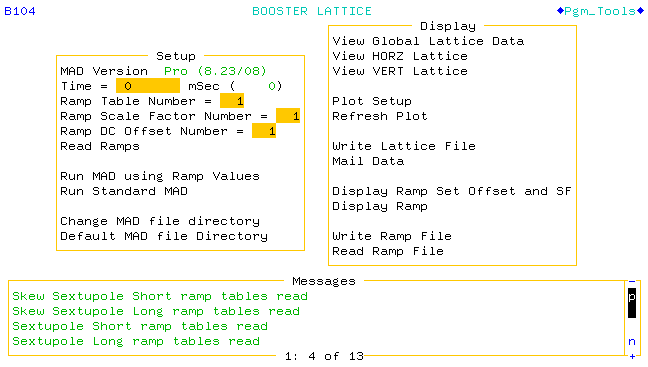 B104 BOOSTER LATTICE ◆Pgm_Tools◆
Setup
MAD Version Pro (8.23/08)
Time = 0 mSec ( 0)
Ramp Table Number = 1
Ramp Scale Factor Number = 1
Ramp DC Offset Number = 1
Read Ramps
Run MAD using Ramp Values
Run Standard MAD
Change MAD file directory
Default MAD file Directory
Display
View Global Lattice Data
View HORZ Lattice
View VERT Lattice
Plot Setup
Refresh Plot
Write Lattice File
Mail Data
Display Ramp Set Offset and SF
Display Ramp
Write Ramp File
Read Ramp File
Messages
Skew Sextupole Short ramp tables read
Skew Sextupole Long ramp tables read
Sextupole Short ramp tables read
Sextupole Long ramp tables read
1: 4 of 13
-
p
n
+